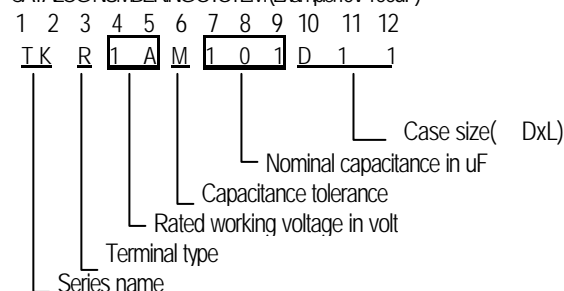 1 2 3 4 5 6 7 8 9 10 11 12
TK R 1 A M 1 0 1 D 1 1
Case size( DxL)
Nominal capacitance in uF
Capacitance tolerance
Rated working voltage in volt
Terminal type
Series name